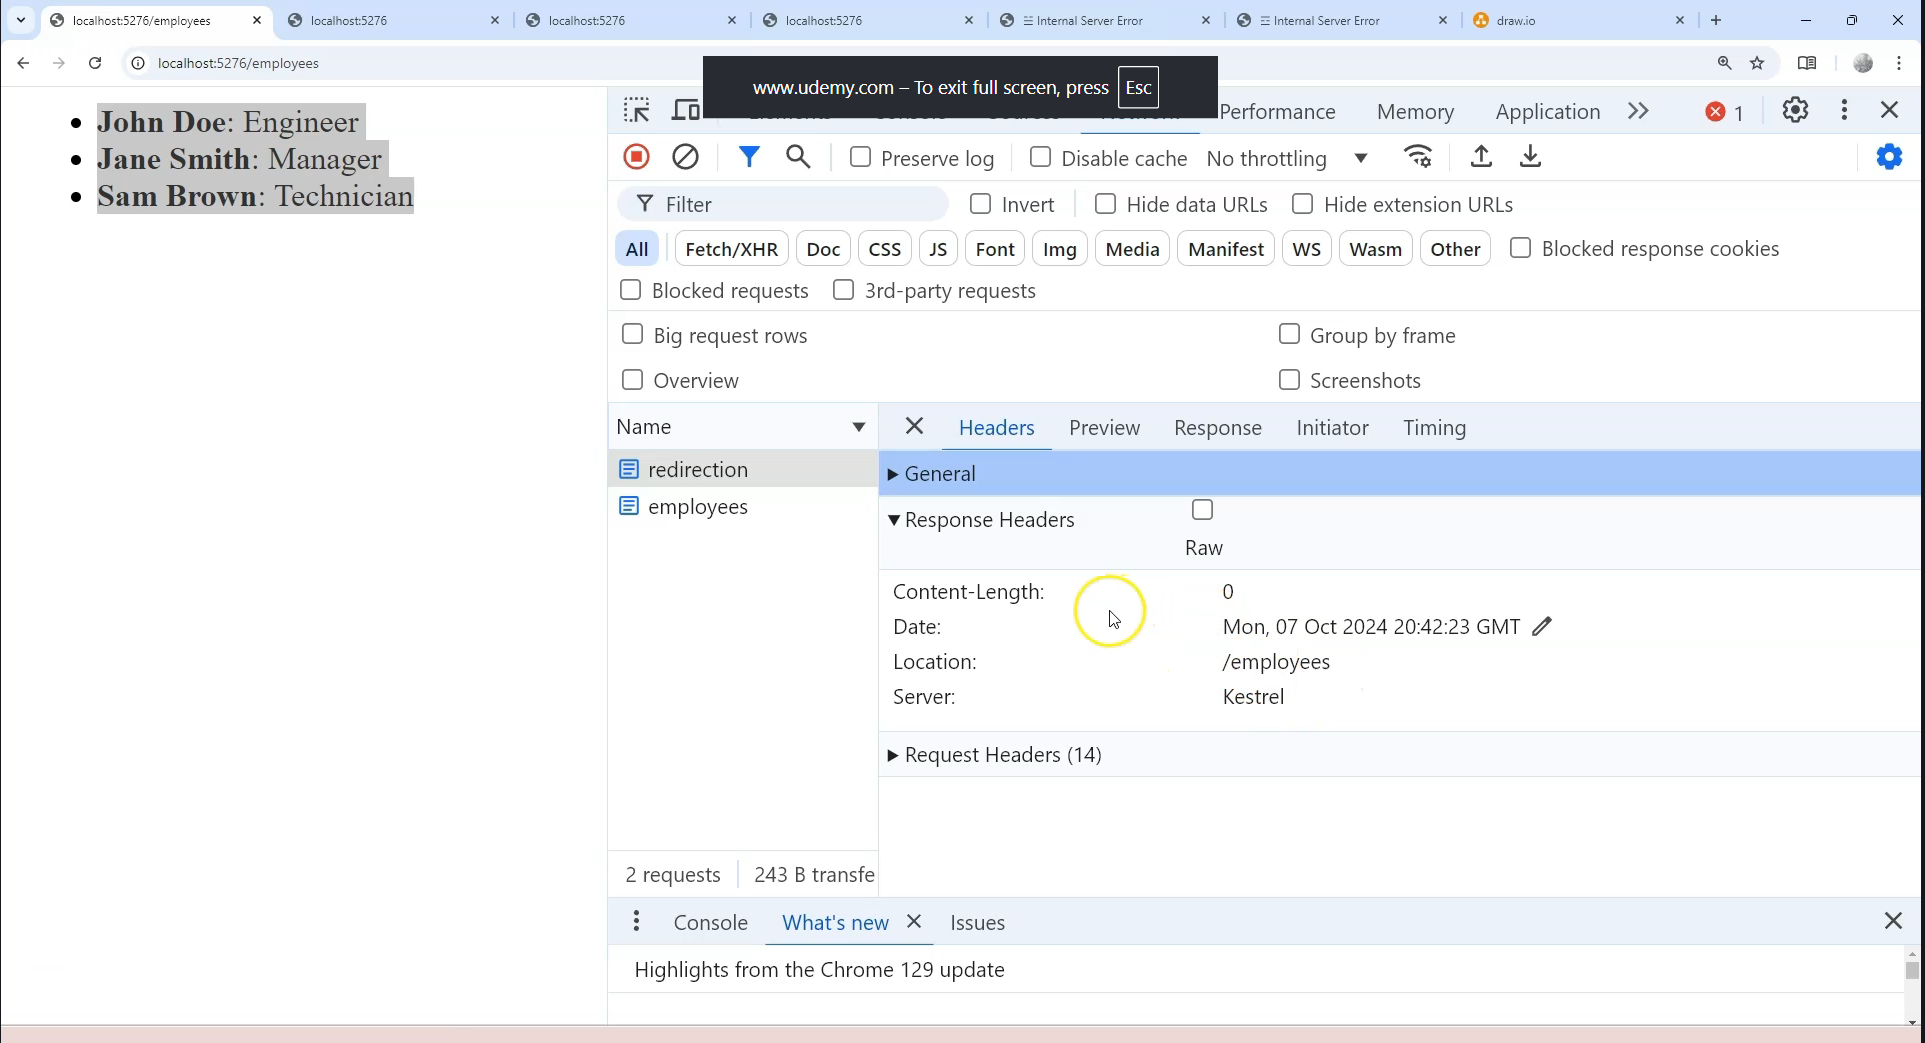 localhost:5276/employees
localhost:5276
localhost:5276
localhost:5276
Internal Server Error
Internal Server Error
draw.io
localhost:5276/employees
www.udemy.com – To exit full screen, press Esc
John Doe: Engineer
Jane Smith: Manager
Sam Brown: Technician
Performance
Memory
Application
1
Preserve log
Disable cache
No throttling
Filter
Invert
Hide data URLs
Hide extension URLs
All
Fetch/XHR
Doc
CSS
JS
Font
Img
Media
Manifest
WS
Wasm
Other
Blocked response cookies
Blocked requests
3rd-party requests
Big request rows
Group by frame
Overview
Screenshots
Name
Headers
Preview
Response
Initiator
Timing
redirection
employees
General
Response Headers
Raw
Content-Length: 0
Date: Mon, 07 Oct 2024 20:42:23 GMT
Location: /employees
Server: Kestrel
Request Headers (14)
2 requests
243 B transfe
Console
What's new
Issues
Highlights from the Chrome 129 update